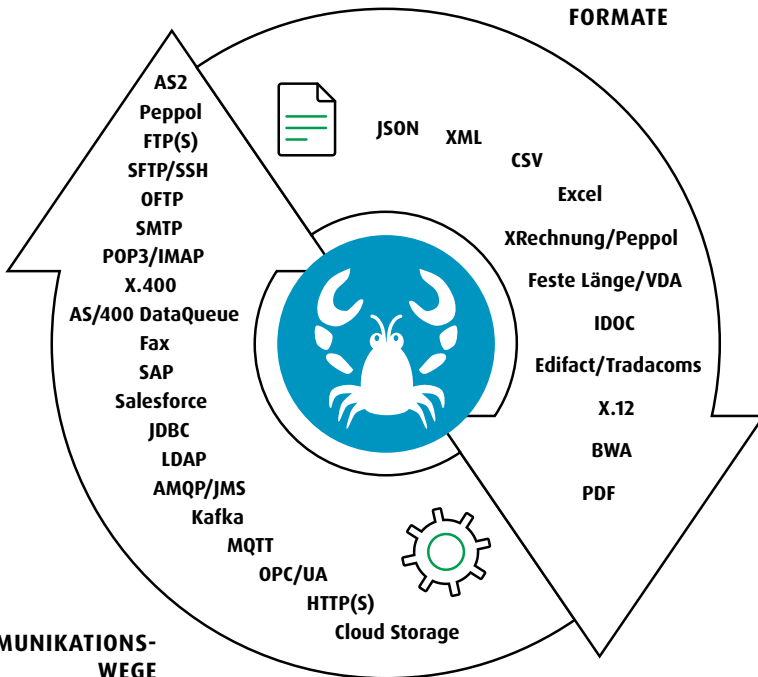 FORMATE
AS2
Peppol
FTP(S)
SFTP/SSH
OFTP
SMTP
POP3/IMAP
X.400
AS/400 DataQueue
Fax
SAP
Salesforce
JDBC
LDAP
AMQP/JMS
Kafka
MQTT
OPC/UA
HTTP(S)
Cloud Storage
JSON
XML
CSV
Excel
XRechnung/Peppol
Feste Länge/VDA
IDOC
Edifact/Tradacoms
X.12
BWA
PDF
MUNIKATIONS-
WEGE